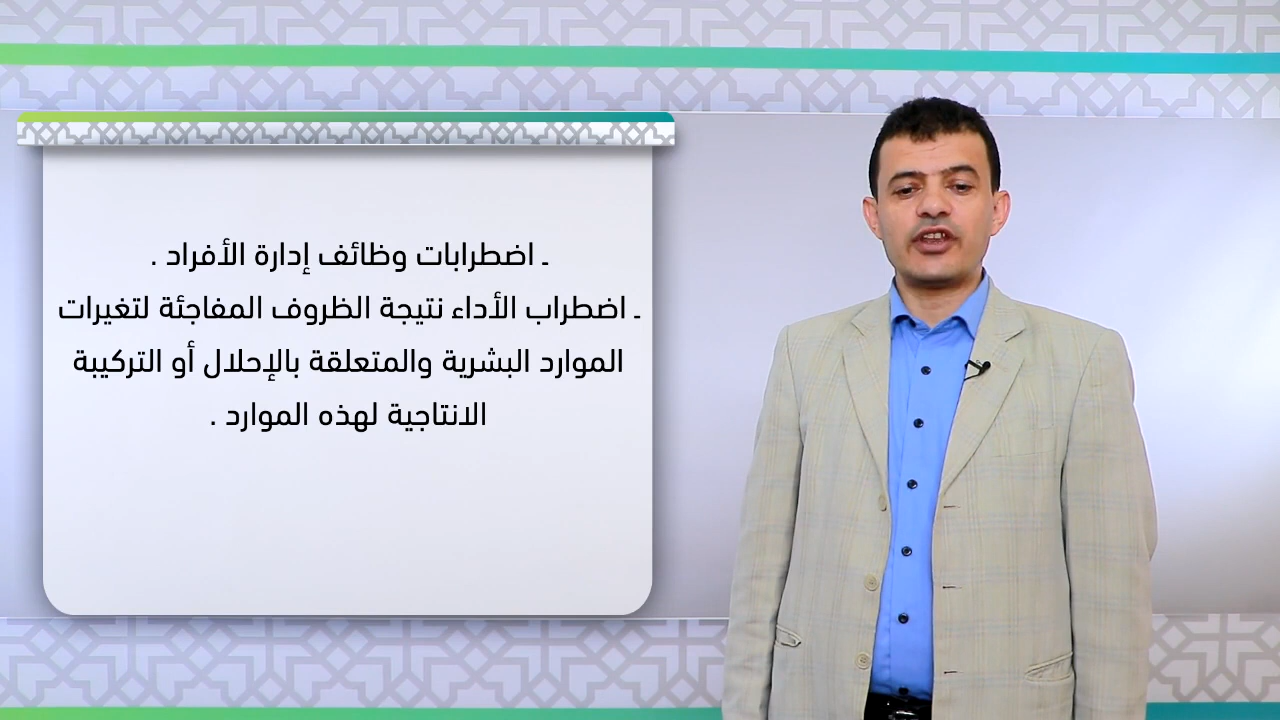 ـ اضطرابات وظائف إدارة الأفراد .
ـ اضطراب الأداء نتيجة الظروف المفاجئة لتغيرات
الموارد البشرية والمتعلقة بالإحلال أو التركيبة
الانتاجية لهذه الموارد .